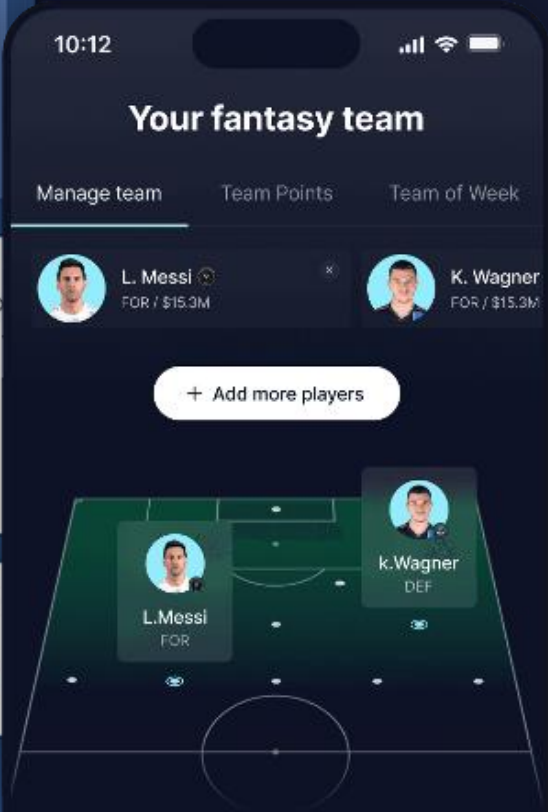 10:12
Your fantasy team
Manage team
Team Points
Team of Week
L. Messi
FOR / $15.3M
K. Wagner
FOR / $15.3M
+ Add more players
k.Wagner
DEF
L.Messi
FOR